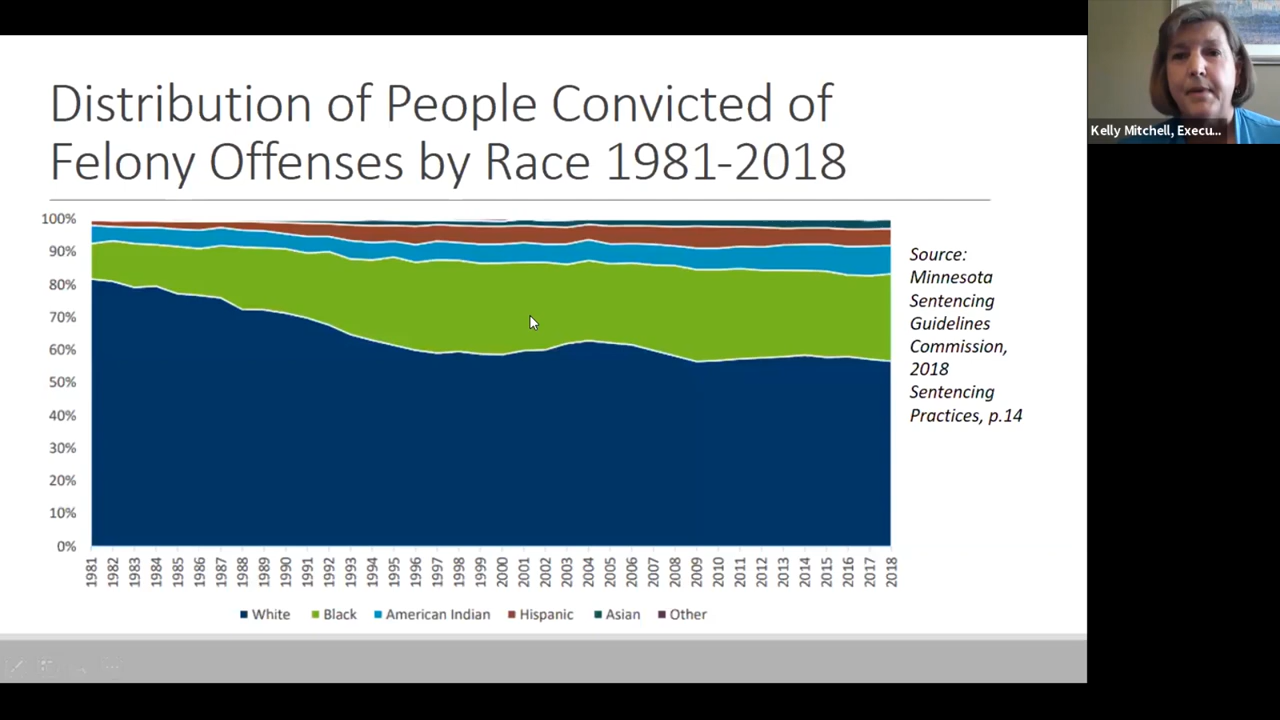 Distribution of People Convicted of
Felony Offenses by Race 1981-2018
100%
90%
80%
70%
60%
50%
40%
30%
20%
10%
0%
1981 1982 1983 1984 1985 1986 1987 1988 1989 1990 1991 1992 1993 1994 1995 1996 1997 1998 1999 2000 2001 2002 2003 2004 2005 2006 2007 2008 2009 2010 2011 2012 2013 2014 2015 2016 2017 2018
White Black American Indian Hispanic Asian Other
Source:
Minnesota
Sentencing
Guidelines
Commission,
2018
Sentencing
Practices, p.14
Kelly Mitchell, Execu...